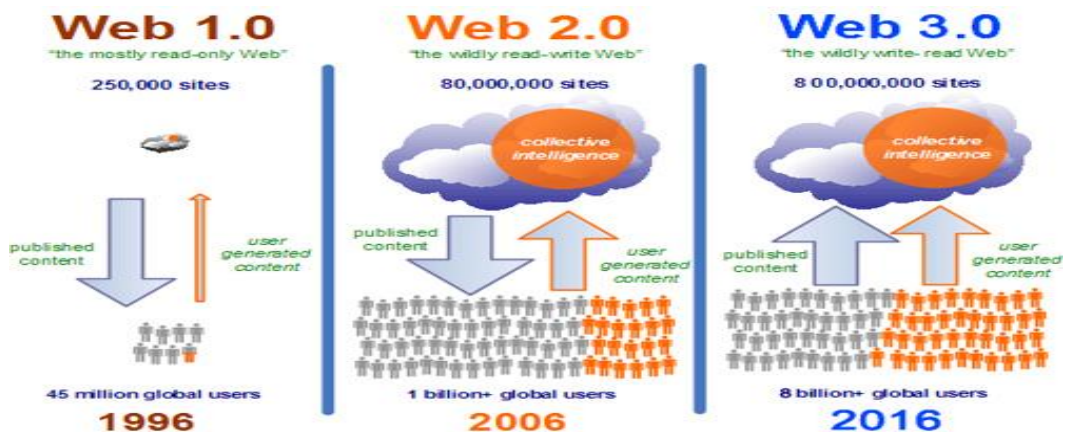 Web 1.0
"the mostly read-only Web"
250,000 sites
published
content
user
generated
content
45 million global users
1996
Web 2.0
"the wildly read-write Web"
80,000,000 sites
collective
intelligence
published
content
user
generated
content
1 billion+ global users
2006
Web 3.0
"the wildly write- read Web"
800,000,000 sites
collective
intelligence
published
content
user
generated
content
8 billion+ global users
2016